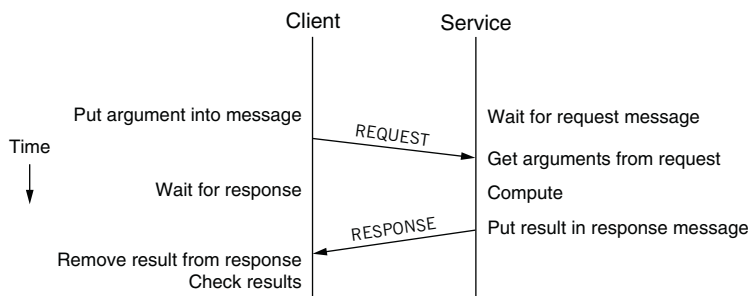 Client
Service
Put argument into message
Wait for request message
REQUEST
Time
Get arguments from request
Wait for response
Compute
RESPONSE
Put result in response message
Remove result from response
Check results